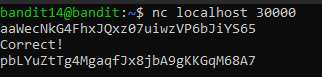 bandit14@bandit:~$ nc localhost 30000
aaWecNkG4FhxJQxz07uiwzVP6bJiYS65
Correct!
pbLYuZtTg4MgaqfJx8jbA9gKKGqM68A7